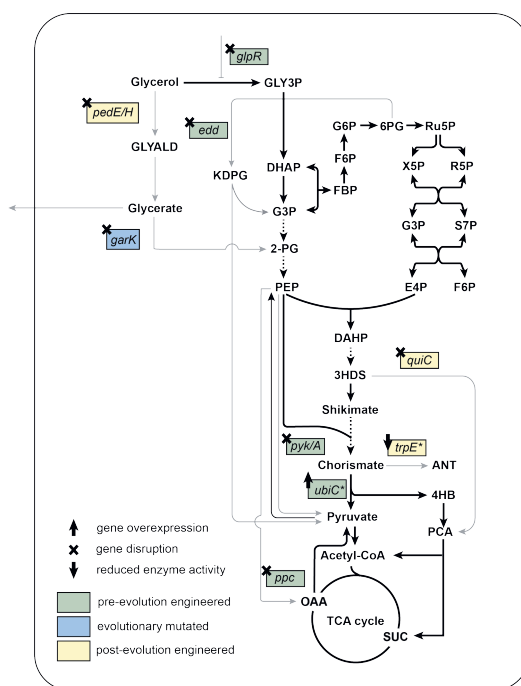 glpR
Glycerol
GLY3P
pedE/H
edd
G6P
6PG
Ru5P
GLYALD
F6P
X5P
R5P
DHAP
KDPG
FBP
Glycerate
G3P
G3P
S7P
garK
2-PG
PEP
E4P
F6P
DAHP
quiC
3HDS
Shikimate
pyk/A
trpE*
Chorismate
ANT
ubiC*
4HB
Pyruvate
PCA
gene overexpression
gene disruption
Acetyl-CoA
reduced enzyme activity
ppc
OAA
pre-evolution engineered
TCA cycle
evolutionary mutated
SUC
post-evolution engineered